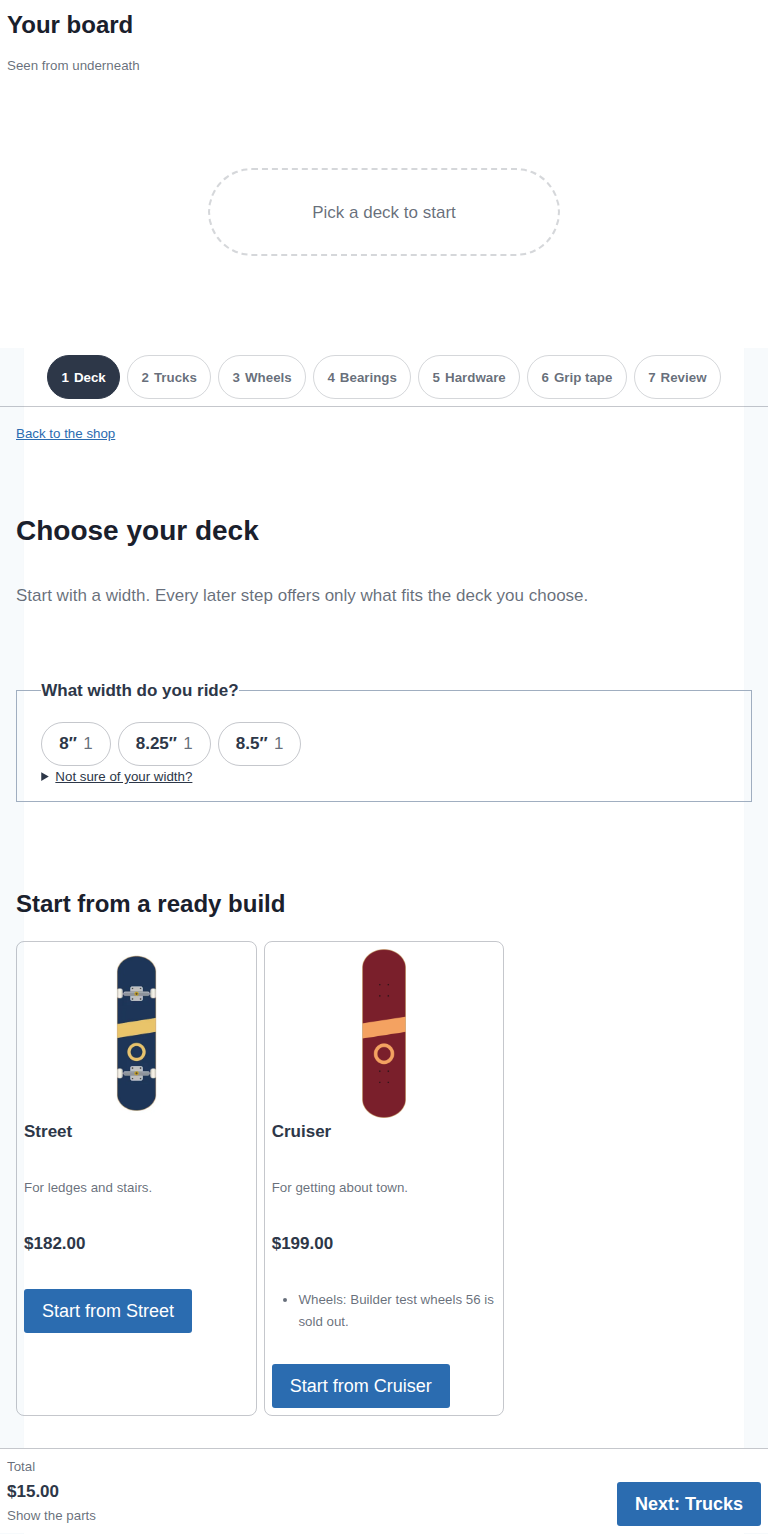 Your board
Seen from underneath
Pick a deck to start
1 Deck
2 Trucks
3 Wheels
4 Bearings
5 Hardware
6 Grip tape
7 Review
Back to the shop
Choose your deck
Start with a width. Every later step offers only what fits the deck you choose.
What width do you ride?
8″ 1
8.25″ 1
8.5″ 1
Not sure of your width?
Start from a ready build
Street
For ledges and stairs.
$182.00
Start from Street
Cruiser
For getting about town.
$199.00
Wheels: Builder test wheels 56 is
sold out.
Start from Cruiser
Total
$15.00
Show the parts
Next: Trucks